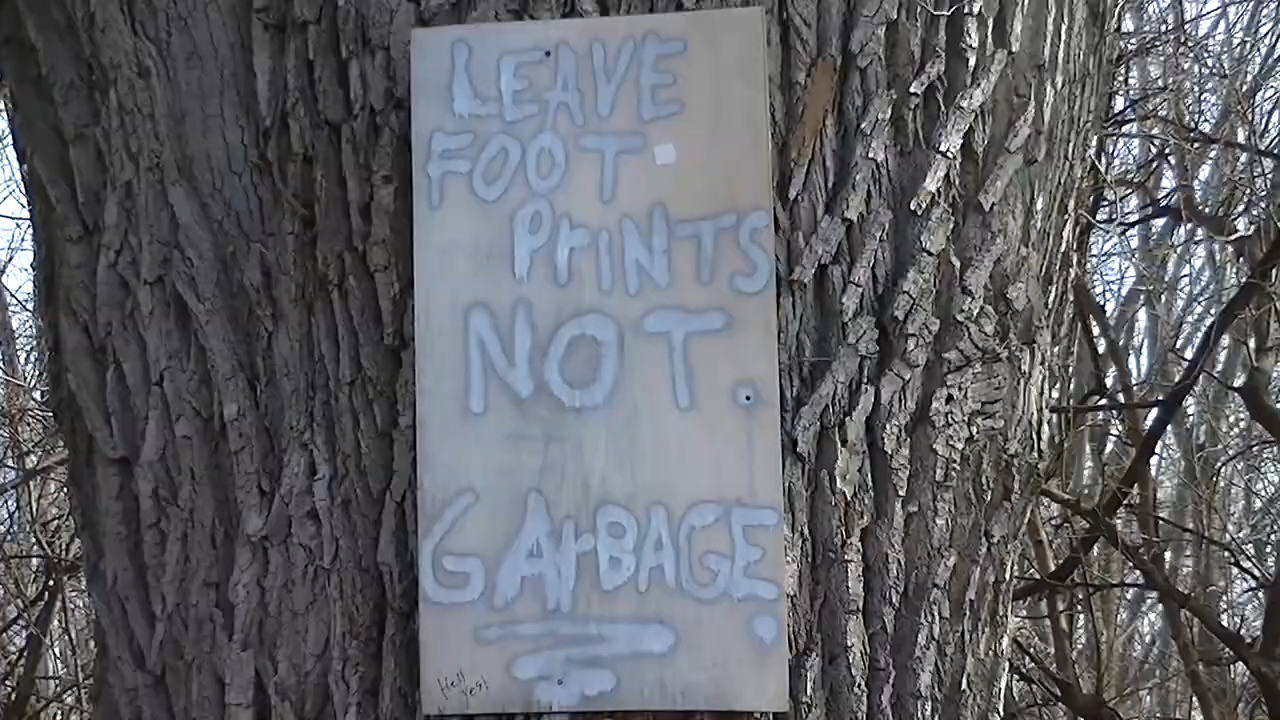 LEAVE
FOOT
PrINTS
NOT.
GArBAGE.
Hell
Yes!